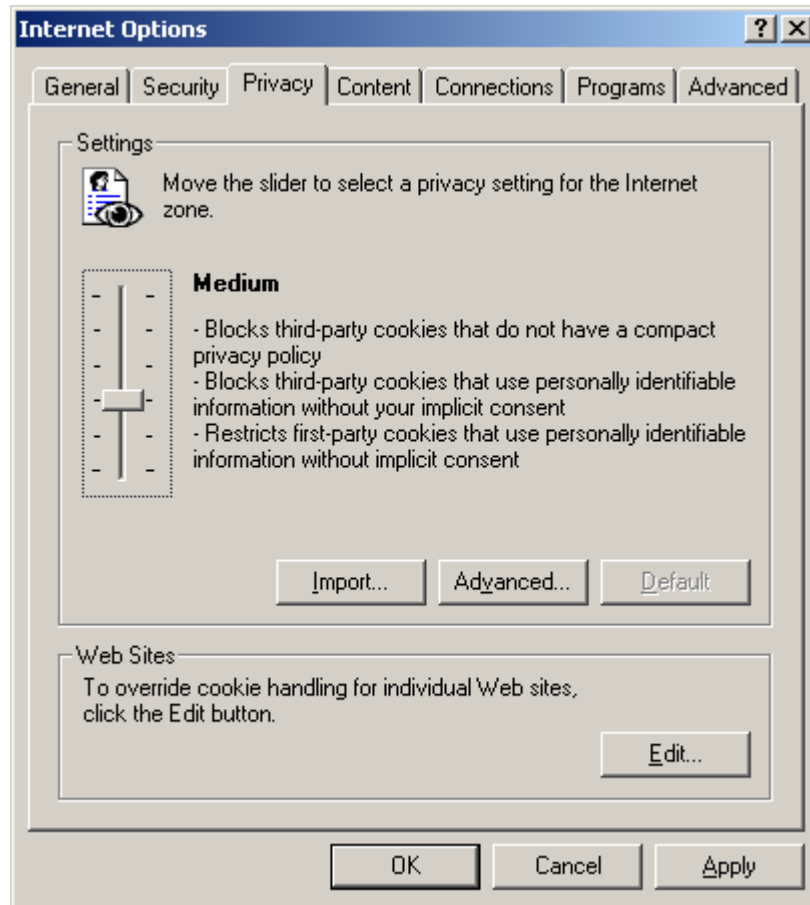 Internet Options
General Security Privacy Content Connections Programs Advanced
Settings
Move the slider to select a privacy setting for the Internet
zone.
Medium
- Blocks third-party cookies that do not have a compact
privacy policy
- Blocks third-party cookies that use personally identifiable
information without your implicit consent
- Restricts first-party cookies that use personally identifiable
information without implicit consent
Import... Advanced... Default
Web Sites
To override cookie handling for individual Web sites,
click the Edit button.
Edit...
OK Cancel Apply